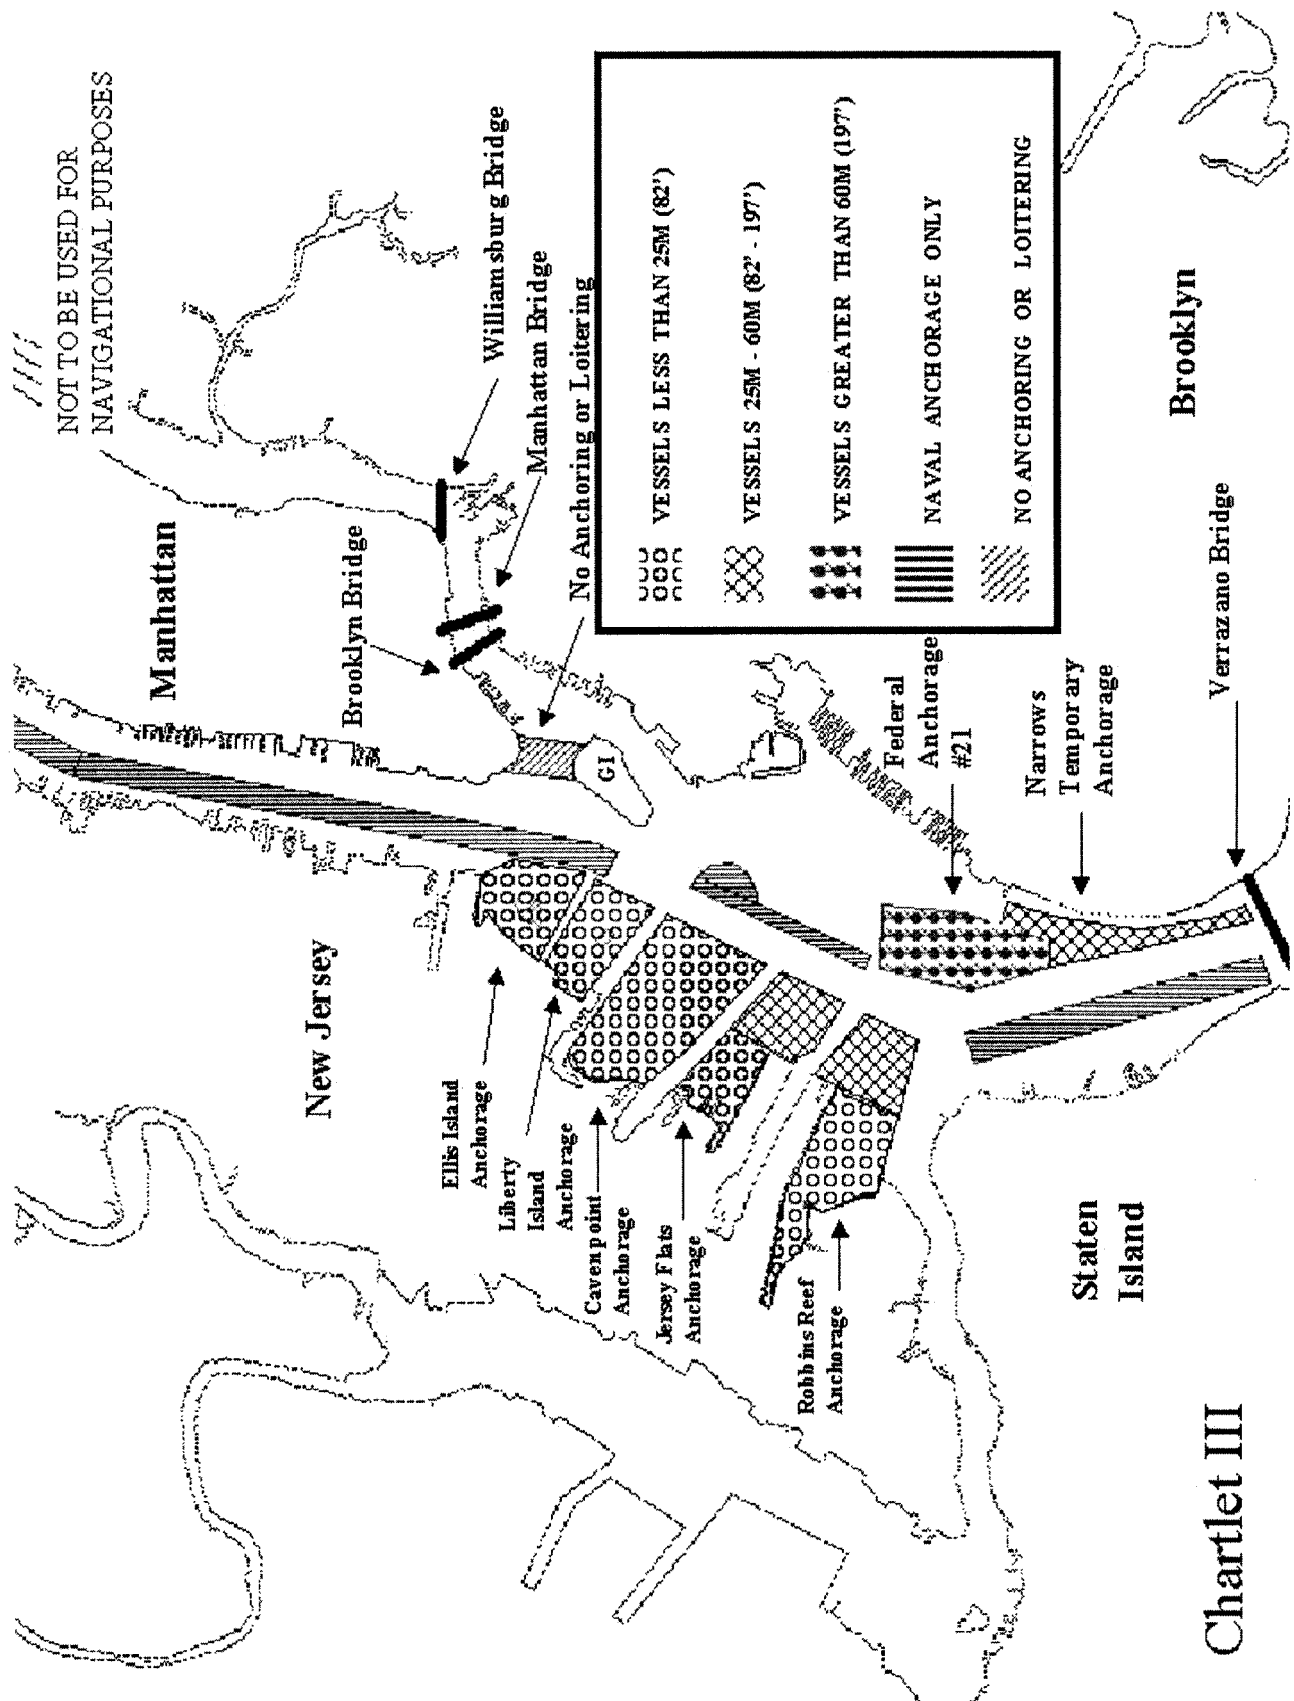 NOT TO BE USED FOR
NAVIGATIONAL PURPOSES
Manhattan
Williamsburg Bridge
Manhattan Bridge
No Anchoring or Loitering
Brooklyn Bridge
GI
New Jersey
Ellis Island
Anchorage
Liberty
Island
Anchorage
Cavenpoint
Anchorage
Jersey Flats
Anchorage
Robbins Reef
Anchorage
VESSELS LESS THAN 25M (82')
VESSELS 25M - 60M (82' - 197')
VESSELS GREATER THAN 60M (197')
NAVAL ANCHORAGE ONLY
NO ANCHORING OR LOITERING
Federal
Anchorage
#21
Narrows
Temporary
Anchorage
Verrazano Bridge
Brooklyn
Staten
Island
Chartlet III